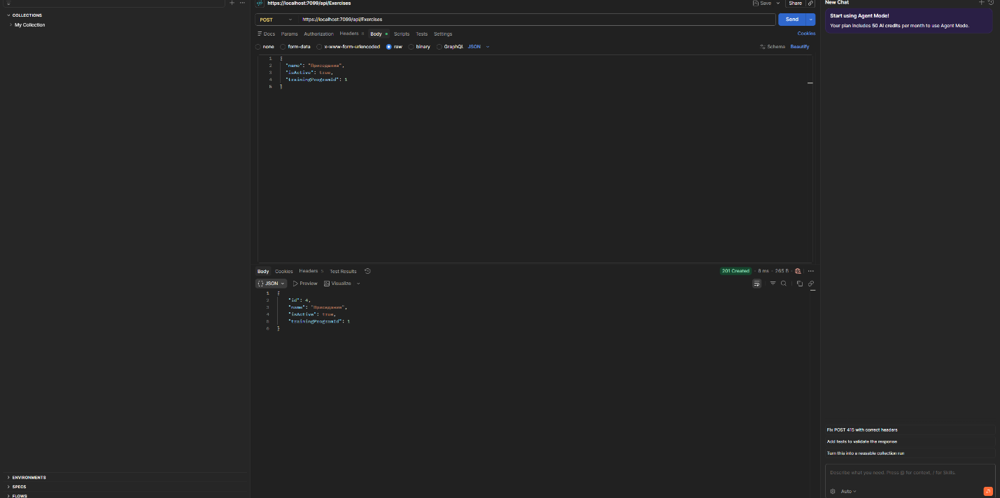 https://localhost:7099/api/Exercises
Save
Share
New Chat
COLLECTIONS
My Collection
POST
https://localhost:7099/api/Exercises
Send
Start using Agent Mode!
Your plan includes 50 AI credits per month to use Agent Mode.
Docs Params Authorization Headers 8 Body Scripts Tests Settings
Cookies
none form-data x-www-form-urlencoded raw binary GraphQL JSON
Schema Beautify
1 {
2 "name": "Приседания",
3 "isActive": true,
4 "trainingProgramId": 1
5 }
Body Cookies Headers 5 Test Results
201 Created · 8 ms · 265 B
{} JSON Preview Visualize
1 {
2 "id": 4,
3 "name": "Приседания",
4 "isActive": true,
5 "trainingProgramId": 1
6 }
Fix POST 415 with correct headers
Add tests to validate the response
Turn this into a reusable collection run
Describe what you need. Press @ for context, / for Skills.
Auto
ENVIRONMENTS
SPECS
FLOWS